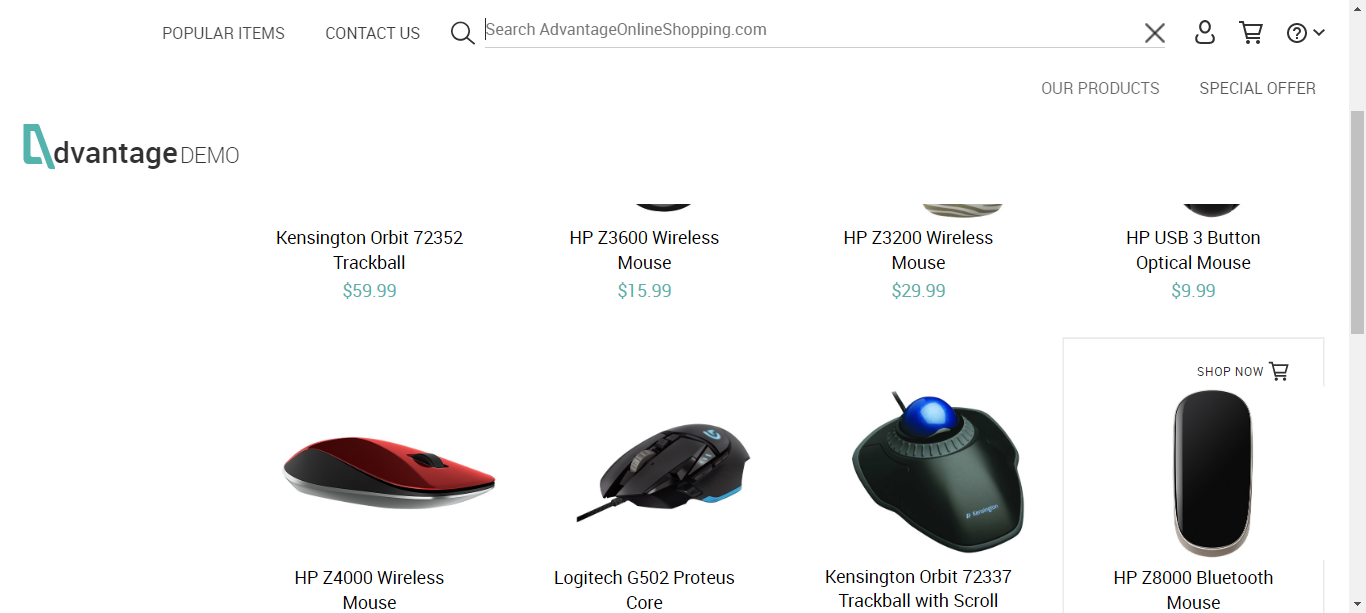 POPULAR ITEMS
CONTACT US
Search AdvantageOnlineShopping.com
OUR PRODUCTS
SPECIAL OFFER
dvantage DEMO
Kensington Orbit 72352
Trackball
$59.99
HP Z3600 Wireless
Mouse
$15.99
HP Z3200 Wireless
Mouse
$29.99
HP USB 3 Button
Optical Mouse
$9.99
SHOP NOW
Kensington
HP Z4000 Wireless
Mouse
Logitech G502 Proteus
Core
Kensington Orbit 72337
Trackball with Scroll
HP Z8000 Bluetooth
Mouse